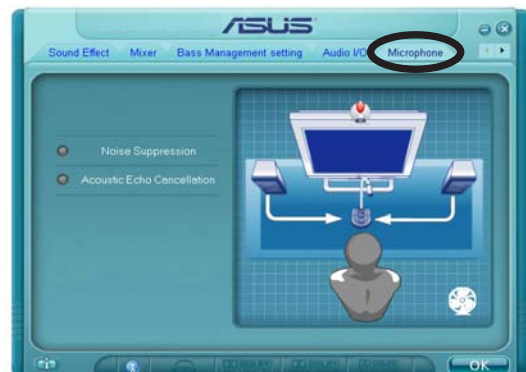 ASUS
Sound Effect Mixer Bass Management setting Audio I/O Microphone
Noise Suppression
Acoustic Echo Cancellation
OK